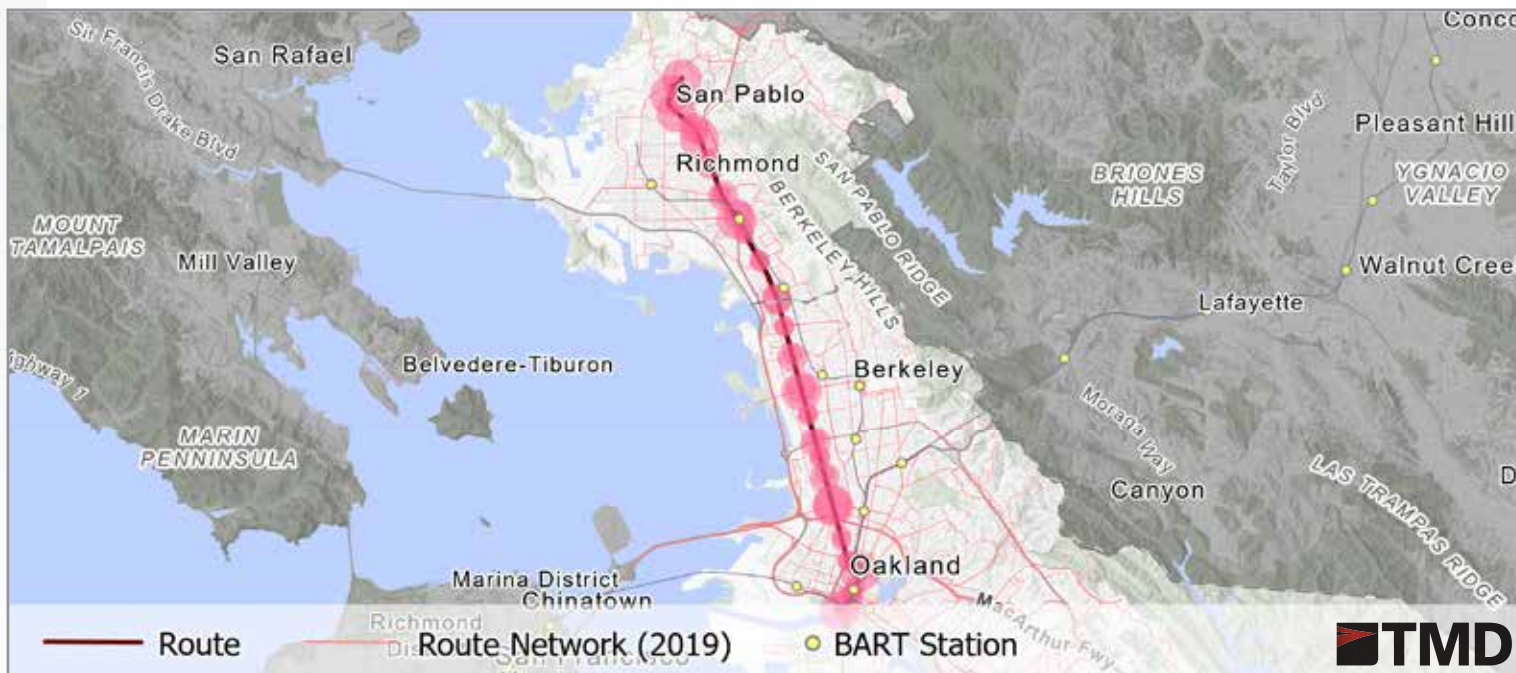 Conco
Sir Francis Drake Blvd
San Rafael
San Pablo
Taylor Blvd
Pleasant Hill
Richmond
SAN PABLO RIDGE
BRIONES
HILLS
YGNACIO
VALLEY
MOUNT
TAMALPAIS
BERKELEY HILLS
Mill Valley
Walnut Cree
Lafayette
ighway 1
Belvedere-Tiburon
Berkeley
Moraga Way
MARIN
PENNINSULA
LAS TRAMPAS RIDGE
Canyon
D
Oakland
Marina District
Chinatown
MacArthur Fwy
Richmond
Route
Route Network (2019)
BART Station
San Francisco
TMD